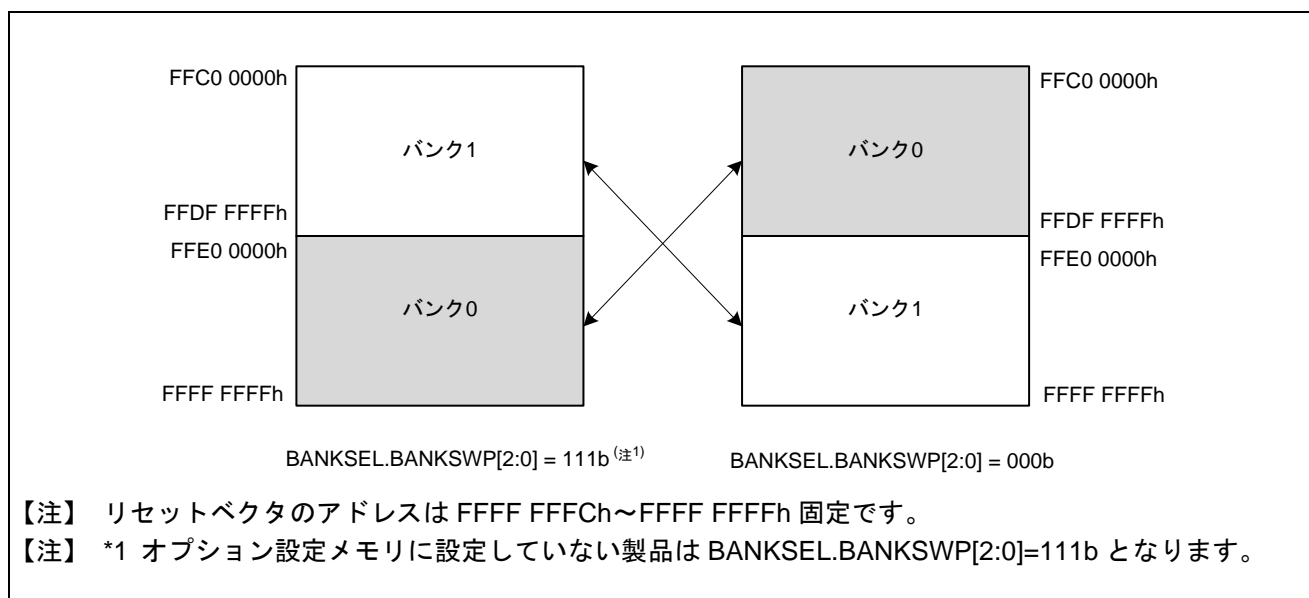 FFC0 0000h
バンク1
FFDF FFFFh
FFE0 0000h
バンク0
FFFF FFFFh
BANKSEL.BANKSWP[2:0] = 111b (注1)
FFC0 0000h
バンク0
FFDF FFFFh
FFE0 0000h
バンク1
FFFF FFFFh
BANKSEL.BANKSWP[2:0] = 000b
【注】 リセットベクタのアドレスは FFFF FFFCh～FFFF FFFFh 固定です。
【注】 *1 オプション設定メモリに設定していない製品は BANKSEL.BANKSWP[2:0]=111b となります。